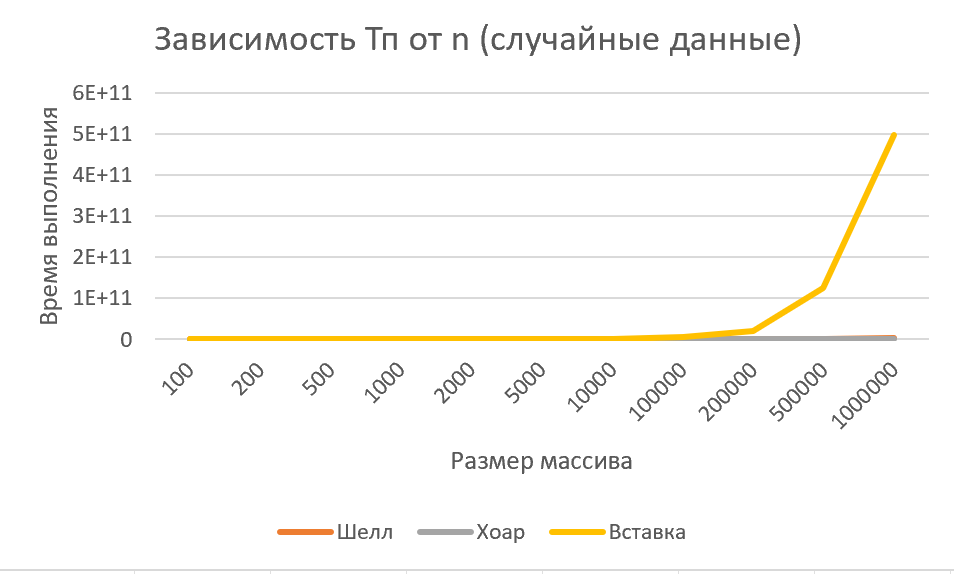 Зависимость Тп от n (случайные данные)
Время выполнения
6E+11
5E+11
4E+11
3E+11
2E+11
1E+11
0
100
200
500
1000
2000
5000
10000
100000
200000
500000
1000000
Размер массива
Шелл
Хоар
Вставка